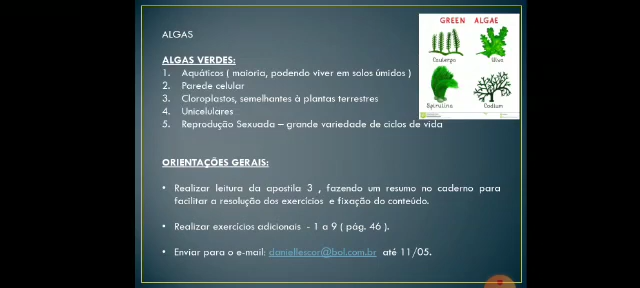 ALGAS
GREEN ALGAE
Caulerpa
Ulva
Spirulina
Codium
ALGAS VERDES:
1. Aquáticos ( maioria, podendo viver em solos úmidos )
2. Parede celular
3. Cloroplastos, semelhantes à plantas terrestres
4. Unicelulares
5. Reprodução Sexuada – grande variedade de ciclos de vida
ORIENTAÇÕES GERAIS:
• Realizar leitura da apostila 3 , fazendo um resumo no caderno para
facilitar a resolução dos exercícios e fixação do conteúdo.
• Realizar exercícios adicionais - 1 a 9 ( pág. 46 ).
• Enviar para o e-mail: daniellescor@bol.com.br até 11/05.